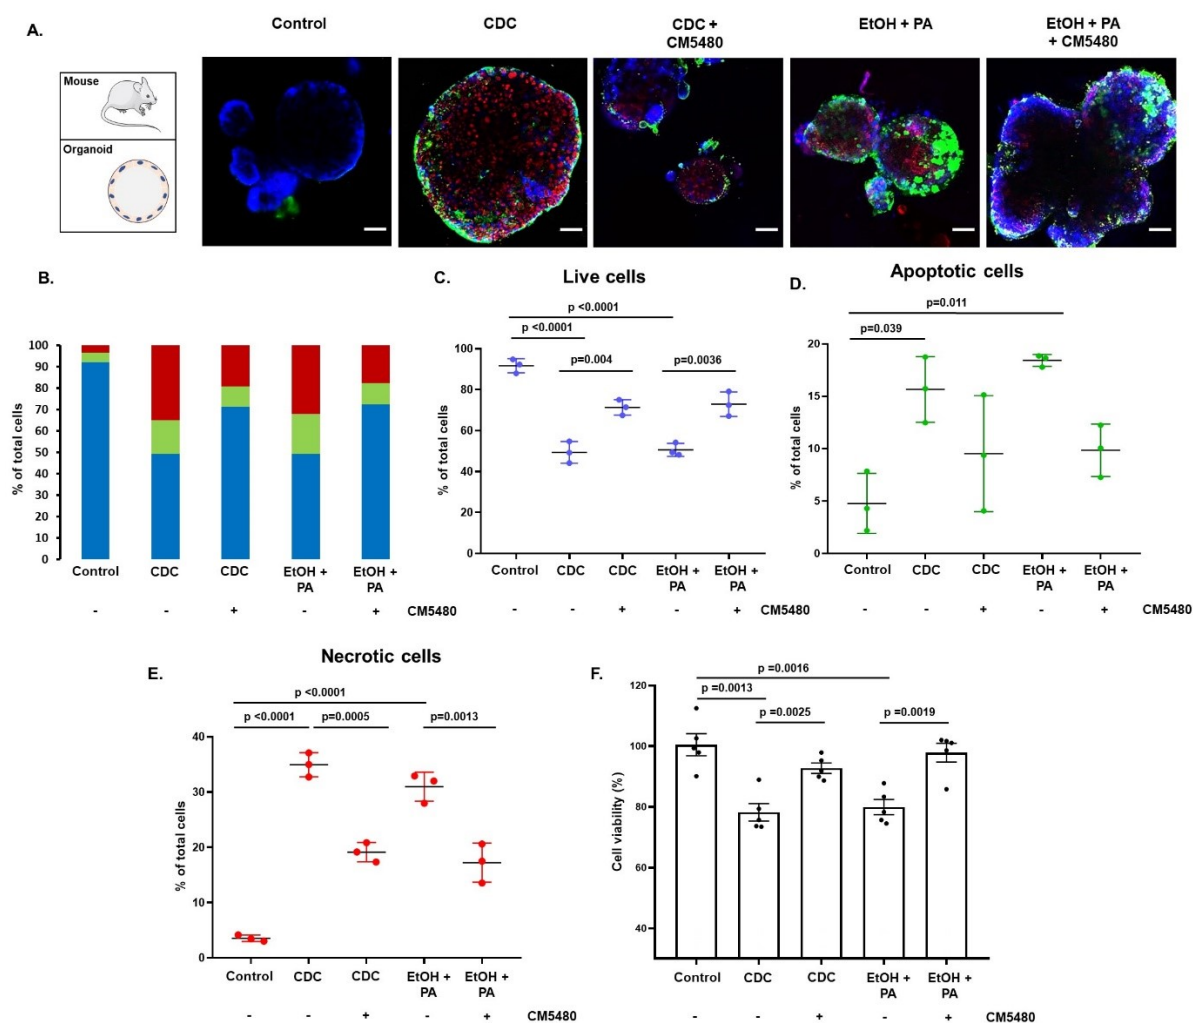 A.
Control
CDC
CDC +
CM5480
EtOH + PA
EtOH + PA
+ CM5480
Mouse
Organoid
B.
% of total cells
100
90
80
70
60
50
40
30
20
10
0
Control CDC CDC EtOH + PA EtOH + PA
- - + - + CM5480
C.
Live cells
p <0.0001
p <0.0001
p=0.004 p=0.0036
% of total cells
100
80
60
40
20
0
Control CDC CDC EtOH + PA EtOH + PA
- - + - + CM5480
Apoptotic cells
D.
p=0.011
p=0.039
% of total cells
20
15
10
5
0
Control CDC CDC EtOH + PA EtOH + PA
- - + - + CM5480
Necrotic cells
E.
p <0.0001
p <0.0001 p=0.0005 p=0.0013
% of total cells
40
30
20
10
0
Control CDC CDC EtOH + PA EtOH + PA
- - + - + CM5480
F.
p =0.0016
p =0.0013
p =0.0025 p =0.0019
Cell viability (%)
120
100
80
60
40
Control CDC CDC EtOH + PA EtOH + PA
- - + - + CM5480